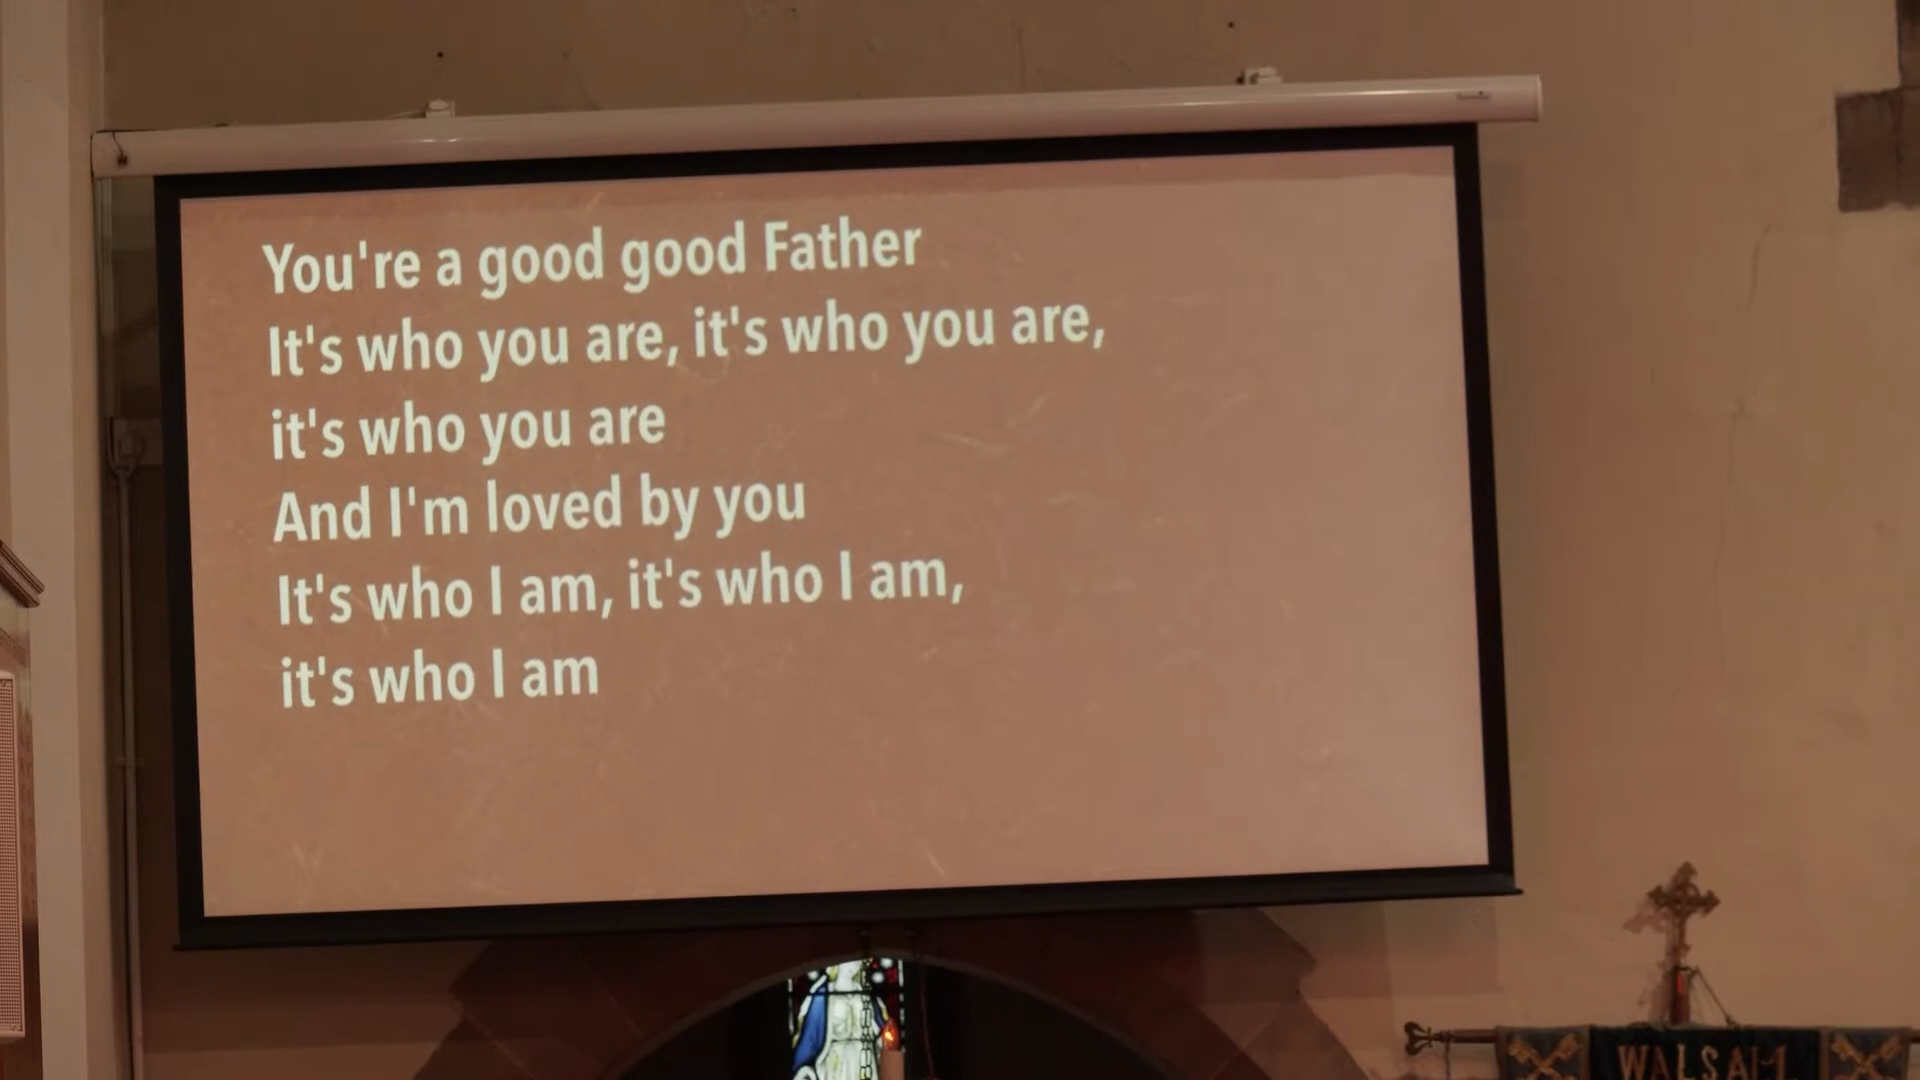 You're a good good Father
It's who you are, it's who you are,
it's who you are
And I'm loved by you
It's who I am, it's who I am,
it's who I am